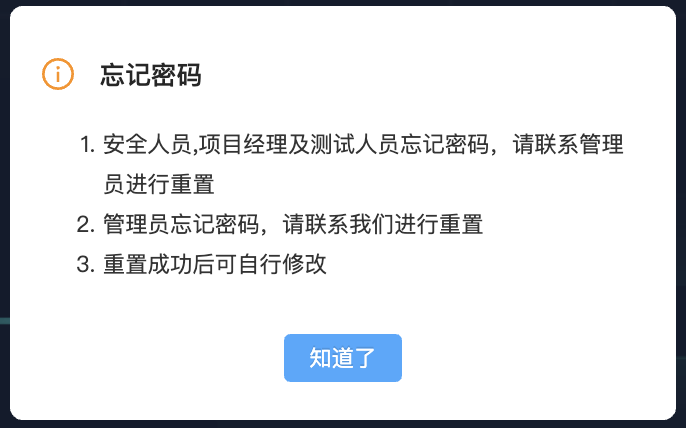 忘记密码
1. 安全人员,项目经理及测试人员忘记密码，请联系管理
员进行重置
2. 管理员忘记密码，请联系我们进行重置
3. 重置成功后可自行修改
知道了